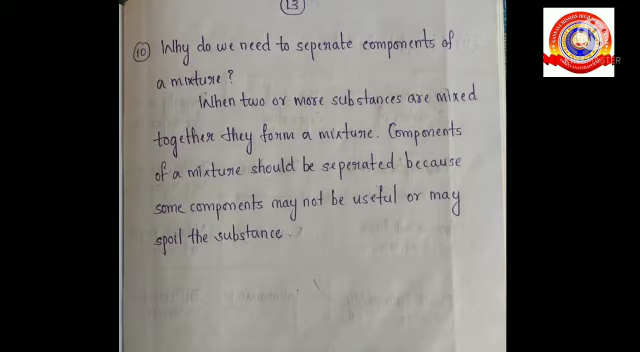 13
10 Why do we need to seperate components of
a mixture?
When two or more substances are mixed
together they form a mixture. Components
of a mixture should be seperated because
some components may not be useful or may
spoil the substance.